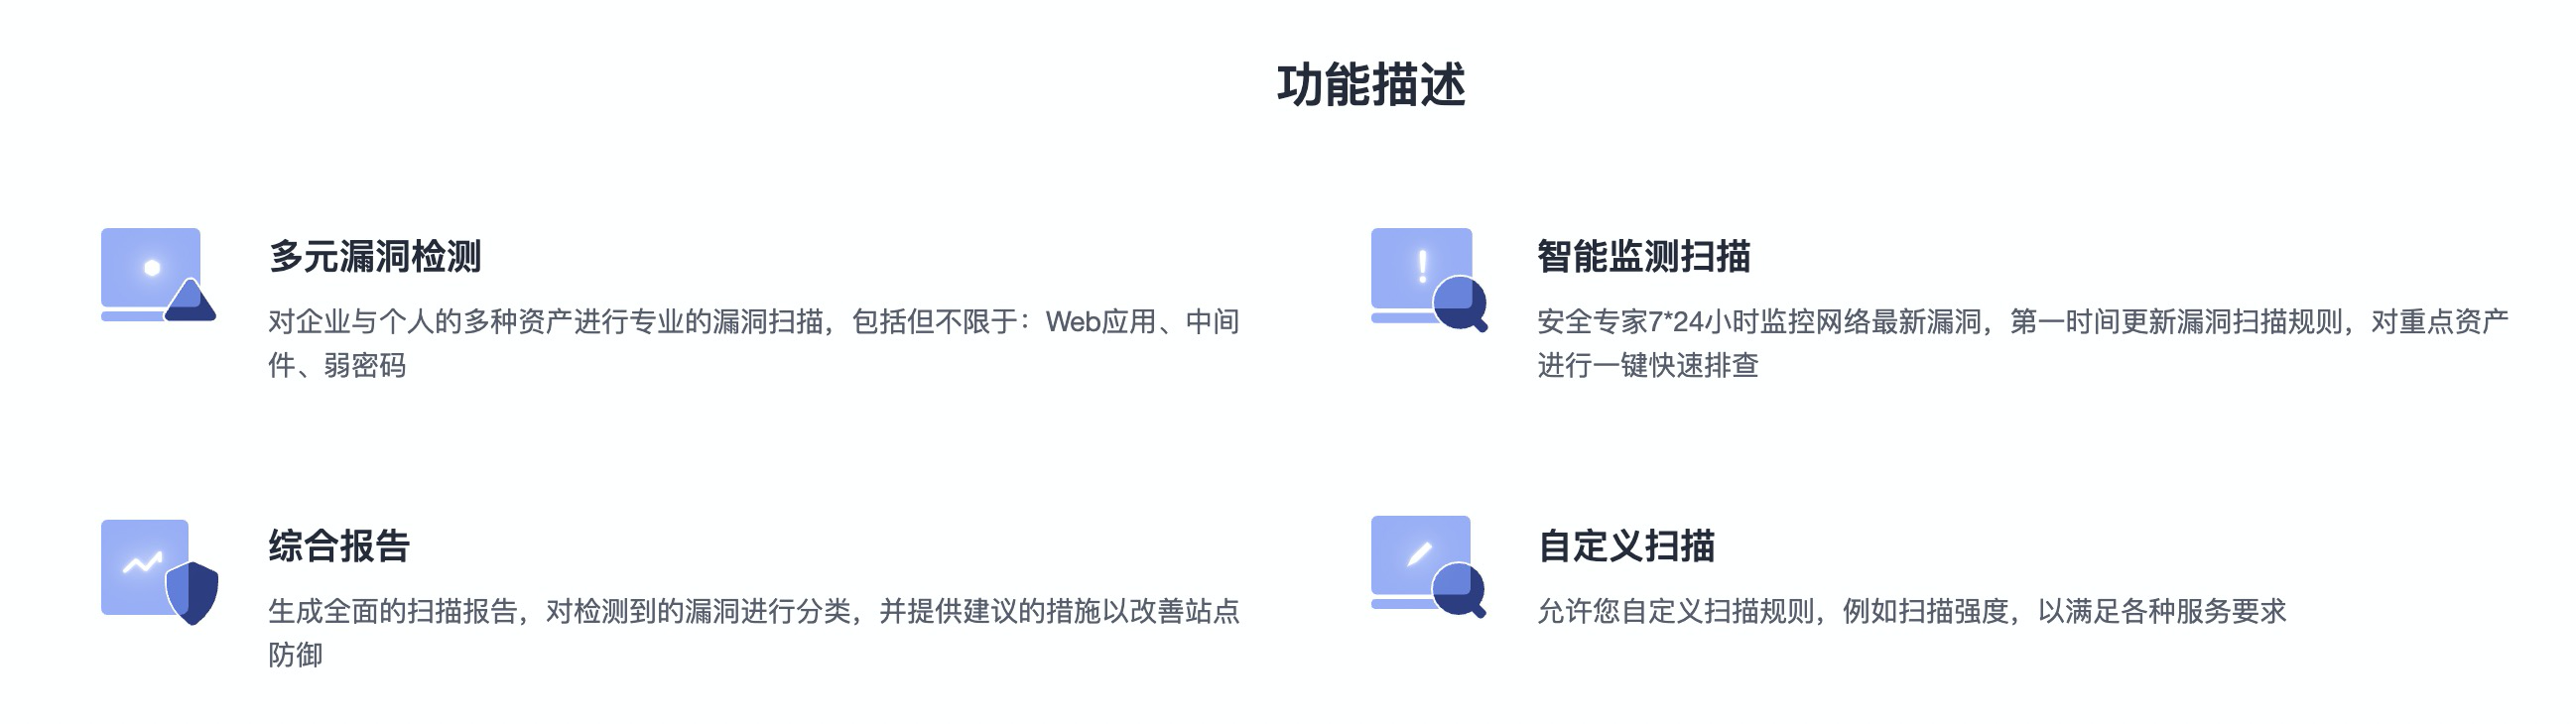 功能描述
多元漏洞检测
对企业与个人的多种资产进行专业的漏洞扫描，包括但不限于：Web应用、中间
件、弱密码
智能监测扫描
安全专家7*24小时监控网络最新漏洞，第一时间更新漏洞扫描规则，对重点资产
进行一键快速排查
综合报告
生成全面的扫描报告，对检测到的漏洞进行分类，并提供建议的措施以改善站点
防御
自定义扫描
允许您自定义扫描规则，例如扫描强度，以满足各种服务要求